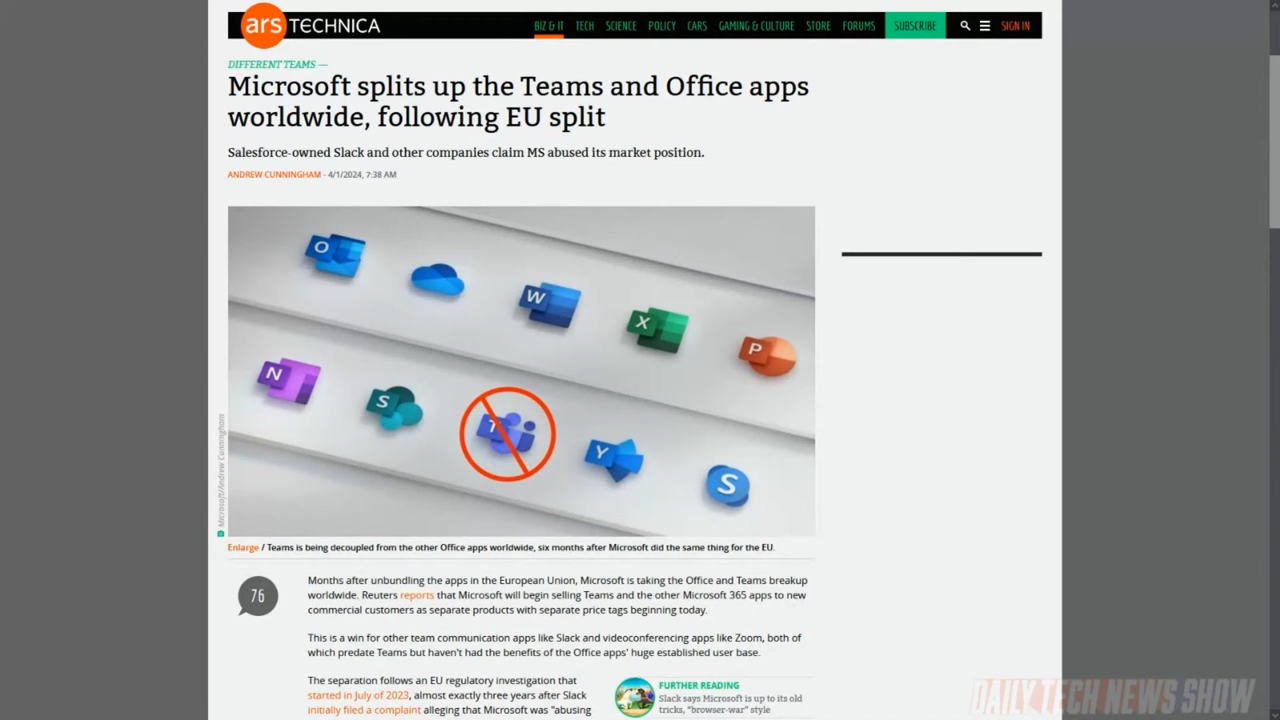 ars TECHNICA
BIZ & IT TECH SCIENCE POLICY CARS GAMING & CULTURE STORE FORUMS SUBSCRIBE SIGN IN
DIFFERENT TEAMS —
Microsoft splits up the Teams and Office apps
worldwide, following EU split
Salesforce-owned Slack and other companies claim MS abused its market position.
ANDREW CUNNINGHAM - 4/1/2024, 7:38 AM
O
W
X
P
N
S
T
Y
S
Microsoft/Andrew Cunningham
Enlarge / Teams is being decoupled from the other Office apps worldwide, six months after Microsoft did the same thing for the EU.
76
Months after unbundling the apps in the European Union, Microsoft is taking the Office and Teams breakup
worldwide. Reuters reports that Microsoft will begin selling Teams and the other Microsoft 365 apps to new
commercial customers as separate products with separate price tags beginning today.
This is a win for other team communication apps like Slack and videoconferencing apps like Zoom, both of
which predate Teams but haven't had the benefits of the Office apps' huge established user base.
The separation follows an EU regulatory investigation that
started in July of 2023, almost exactly three years after Slack
initially filed a complaint alleging that Microsoft was "abusing
FURTHER READING
Slack says Microsoft is up to its old
tricks, "browser-war" style
DAILY TECH NEWS SHOW